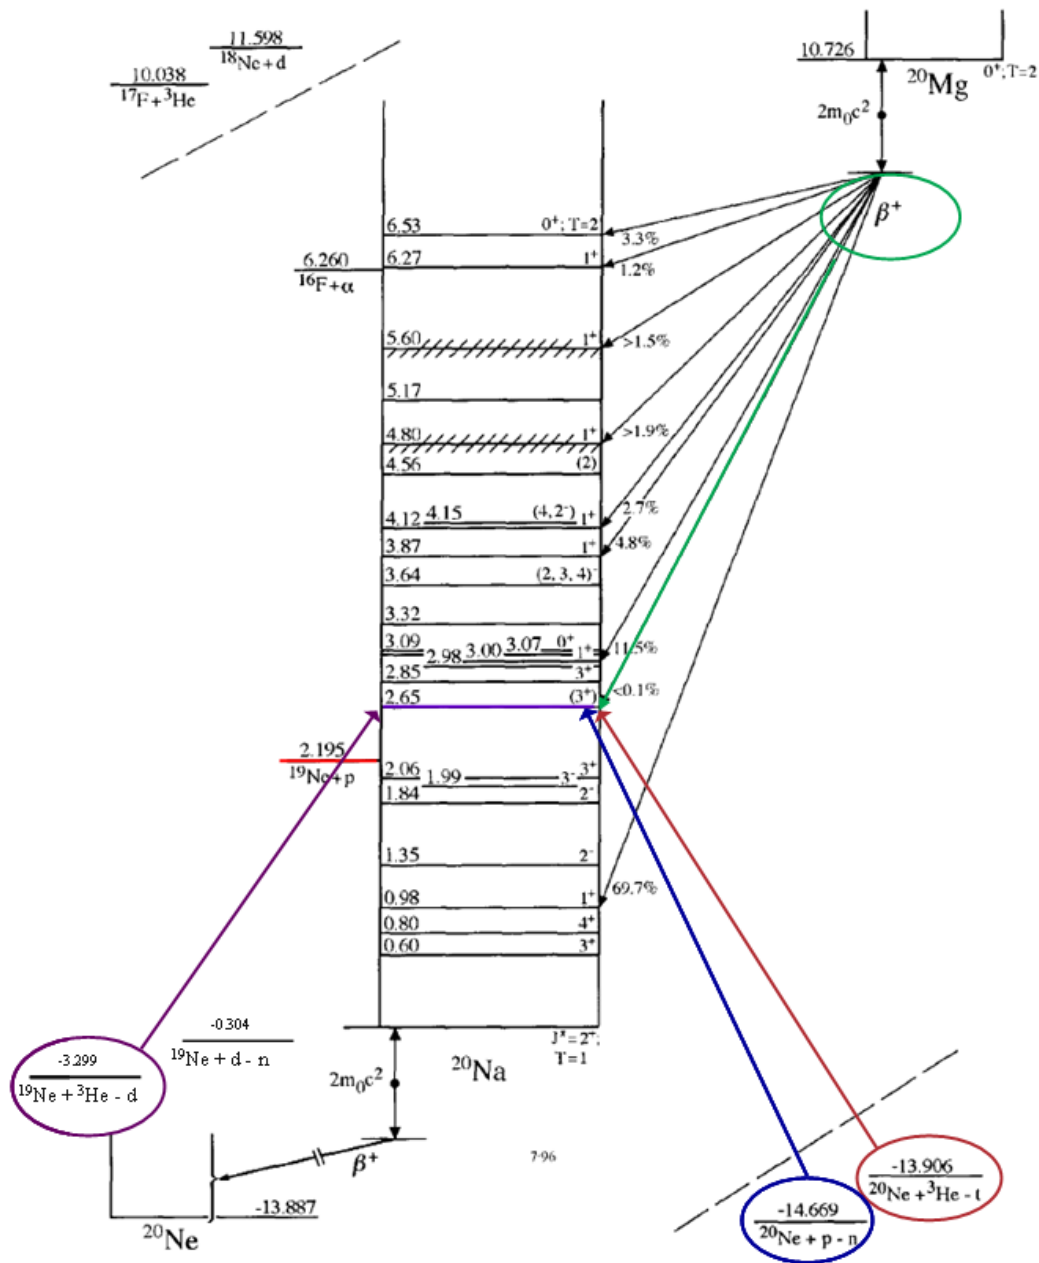 11.598
¹⁸Ne+d
10.038
¹⁷F+³He
10.726
²⁰Mg 0⁺;T=2
2m₀c²
β⁺
6.53 0⁺; T=2
3.3%
6.260
¹⁶F+α
6.27 1⁺
1.2%
5.60 1⁺
>1.5%
5.17
4.80 1⁺
>1.9%
4.56 (2)
4.12 4.15 (4,2⁻) 1⁺
2.7%
3.87 1⁺
4.8%
3.64 (2, 3, 4)⁻
3.32
3.09 3.07 0⁺
2.98 3.00 1⁺
11.5%
2.85 3⁺
2.65 (3⁺)
<0.1%
2.195
¹⁹Ne+p
2.06 3⁺
1.99 3⁻
1.84 2⁻
1.35 2⁻
0.98 1⁺
69.7%
0.80 4⁺
0.60 3⁺
Jᵸ = 2⁺;
T=1
²⁰Na
-0.304
¹⁹Ne + d - n
-3.299
¹⁹Ne + ³He - d
2m₀c²
β⁺
7·96
-13.887
²⁰Ne
-13.906
²⁰Ne + ³He - t
-14.669
²⁰Ne + p - n